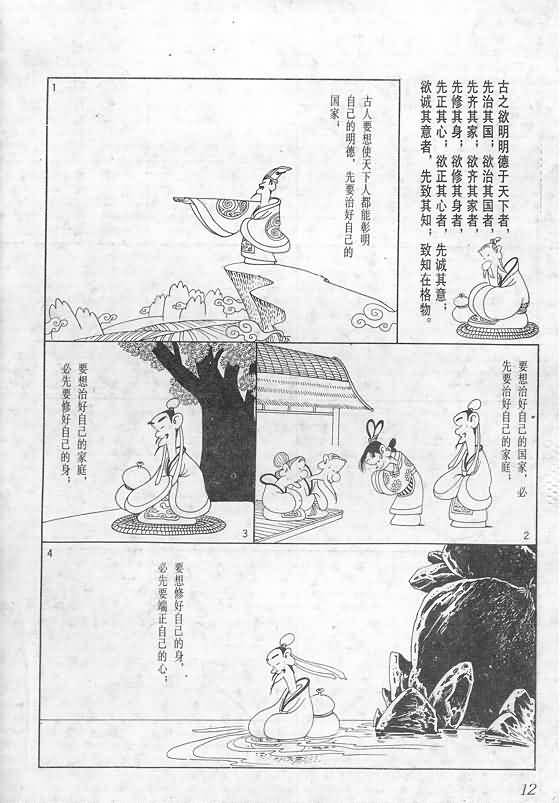 古之欲明明德于天下者，
先治其国；欲治其国者，
先齐其家；欲齐其家者
先修其身；欲修其身者，
先正其心；欲正其心者，先诚其意；
欲诚其意者，先致其知；致知在格物。
1
古人要想使天下人都能彰明
自己的明德，先要治好自己的
国家；
要想治好自己的国家，必
先要治好自己的家庭；
2
要想治好自己的家庭，
必先要修好自己的身；
3
4
要想修好自己的身，
必先要端正自己的心；
12